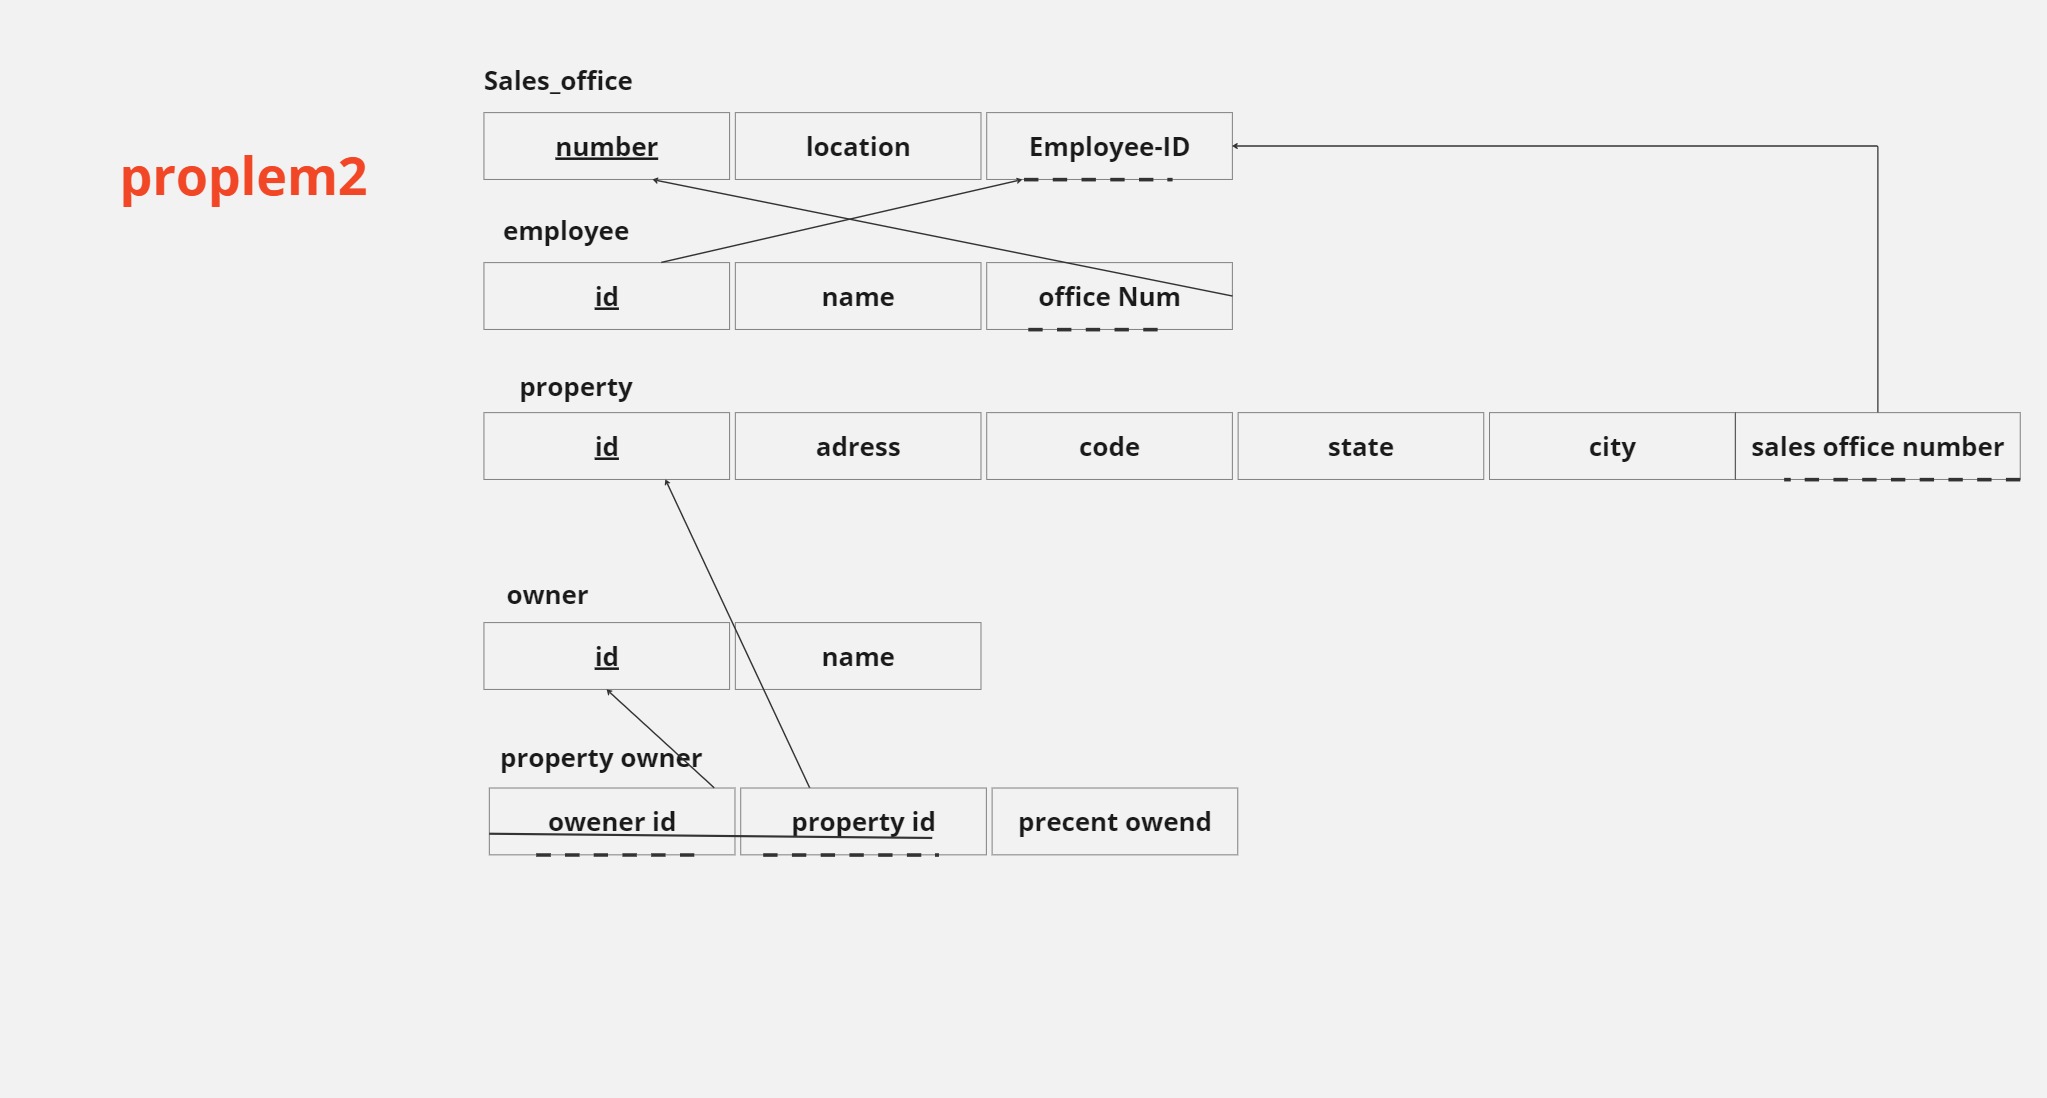 proplem2
Sales_office
number location Employee-ID
employee
id name office Num
property
id adress code state city sales office number
owner
id name
property owner
owener id property id precent owend